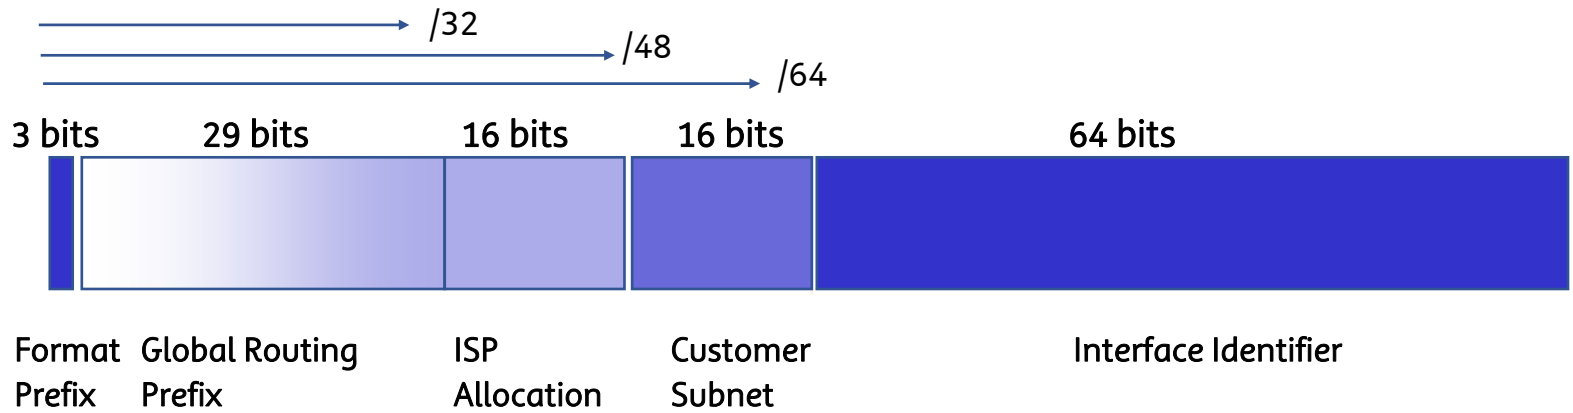 /32
/48
/64
3 bits
29 bits
16 bits
16 bits
64 bits
Format
Prefix
Global Routing
Prefix
ISP
Allocation
Customer
Subnet
Interface Identifier